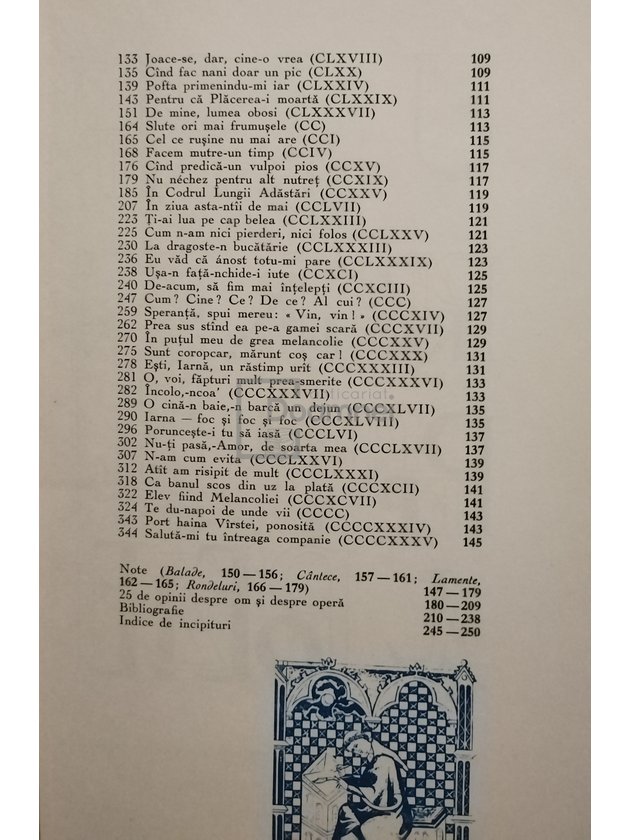 133 Joace-se, dar, cine-o vrea (CLXVIII) 109
135 Cînd fac nani doar un pic (CLXX) 109
139 Pofta primenindu-mi iar (CLXXIV) 111
143 Pentru că Plăcerea-i moartă (CLXXIX) 111
151 De mine, lumea obosi (CLXXXVII) 113
164 Slute ori mai frumușele (CC) 113
165 Cel ce rușine nu mai are (CCI) 115
168 Facem mutre-un timp (CCIV) 115
176 Cînd predică-un vulpoi pios (CCXV) 117
179 Nu néchez pentru alt nutreț (CCXIX) 117
185 În Codrul Lungii Adăstări (CCXXV) 119
207 În ziua asta-ntîi de mai (CCLVII) 119
223 Ți-ai lua pe cap belea (CCLXXIII) 121
225 Cum n-am nici pierderi, nici folos (CCLXXV) 121
230 La dragoste-n bucătărie (CCLXXXIII) 123
236 Eu văd că ánost totu-mi pare (CCLXXXIX) 123
238 Ușa-n față-nchide-i iute (CCXCI) 125
240 De-acum, să fim mai înțelepți (CCXCIII) 125
247 Cum? Cine? Ce? De ce? Al cui? (CCC) 127
259 Speranță, spui mereu: « Vin, vin! » (CCCXIV) 127
262 Prea sus stînd ea pe-a gamei scară (CCCXVII) 129
270 În puțul meu de grea melancolie (CCCXXV) 129
275 Sunt coropcar, mărunt coș car! (CCCXXX) 131
278 Ești, Iarnă, un răstimp urît (CCCXXXIII) 131
281 O, voi, făpturi mult prea-smerite (CCCXXXVI) 133
282 Încolo,-ncoa' (CCCXXXVII) 133
289 O cină-n baie,-n barcă un dejun (CCCXLVII) 135
290 Iarna — foc și foc și foc (CCCXLVIII) 135
296 Poruncește-i tu să iasă (CCCLVI) 137
302 Nu-ți pasă,-Amor, de soarta mea (CCCLXVII) 137
307 N-am cum evita (CCCLXXVI) 139
312 Atît am risipit de mult (CCCLXXXI) 139
318 Ca banul scos din uz la plată (CCCXCII) 141
322 Elev fiind Melancoliei (CCCXCVII) 141
324 Te du-napoi de unde vii (CCCC) 143
343 Port haina Vîrstei, ponosită (CCCCXXXIV) 143
344 Salută-mi tu întreaga companie (CCCCXXXV) 145
Note (Balade, 150—156; Cântece, 157—161; Lamente,
162—165; Rondeluri, 166—179) 147—179
25 de opinii despre om și despre operă 180—209
Bibliografie 210—238
Indice de incipituri 245—250